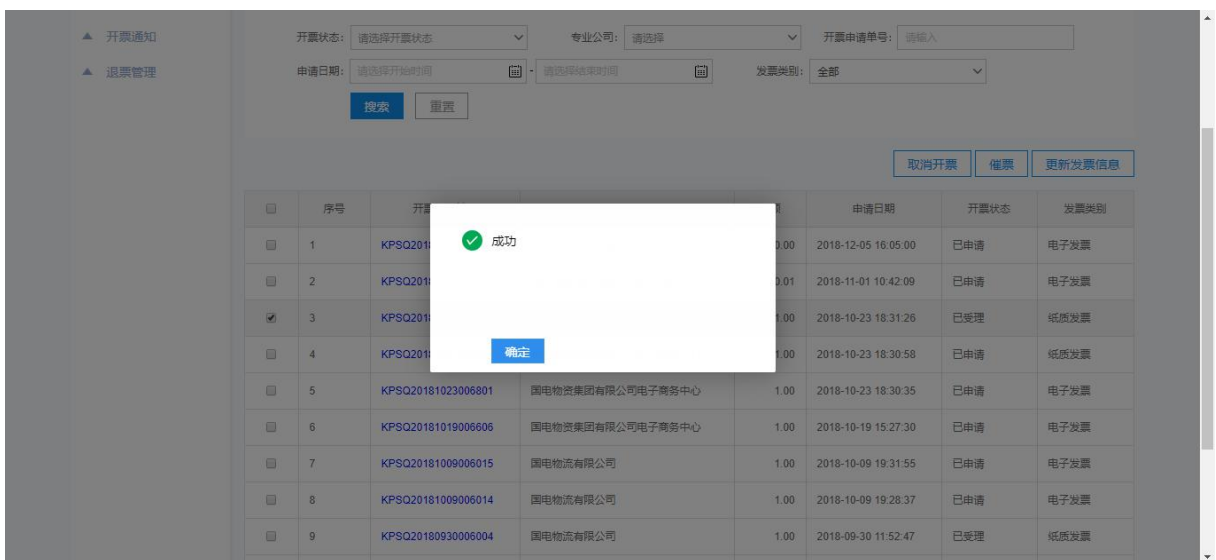 开票通知
退票管理
开票状态： 请选择开票状态 专业公司： 请选择 开票申请单号： 请输入
申请日期： 请选择开始时间 - 请选择结束时间 发票类别： 全部
搜索 重置
取消开票 催票 更新发票信息
序号 开票 申请日期 开票状态 发票类别
成功
1 KPSQ201 0.00 2018-12-05 16:05:00 已申请 电子发票
2 KPSQ201 0.01 2018-11-01 10:42:09 已申请 电子发票
3 KPSQ201 1.00 2018-10-23 18:31:26 已受理 纸质发票
确定
4 KPSQ201 1.00 2018-10-23 18:30:58 已申请 纸质发票
5 KPSQ20181023006801 国电物资集团有限公司电子商务中心 1.00 2018-10-23 18:30:35 已申请 电子发票
6 KPSQ20181019006606 国电物资集团有限公司电子商务中心 1.00 2018-10-19 15:27:30 已申请 电子发票
7 KPSQ20181009006015 国电物流有限公司 1.00 2018-10-09 19:31:55 已申请 电子发票
8 KPSQ20181009006014 国电物流有限公司 1.00 2018-10-09 19:28:37 已申请 电子发票
9 KPSQ20180930006004 国电物流有限公司 1.00 2018-09-30 11:52:47 已受理 纸质发票